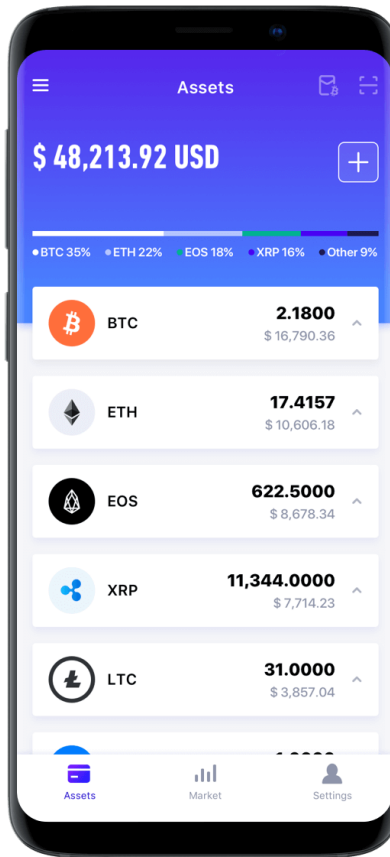 Assets
$ 48,213.92 USD
BTC 35% ETH 22% EOS 18% XRP 16% Other 9%
BTC 2.1800
$ 16,790.36
ETH 17.4157
$ 10,606.18
EOS 622.5000
$ 8,678.34
XRP 11,344.0000
$ 7,714.23
LTC 31.0000
$ 3,857.04
Assets Market Settings